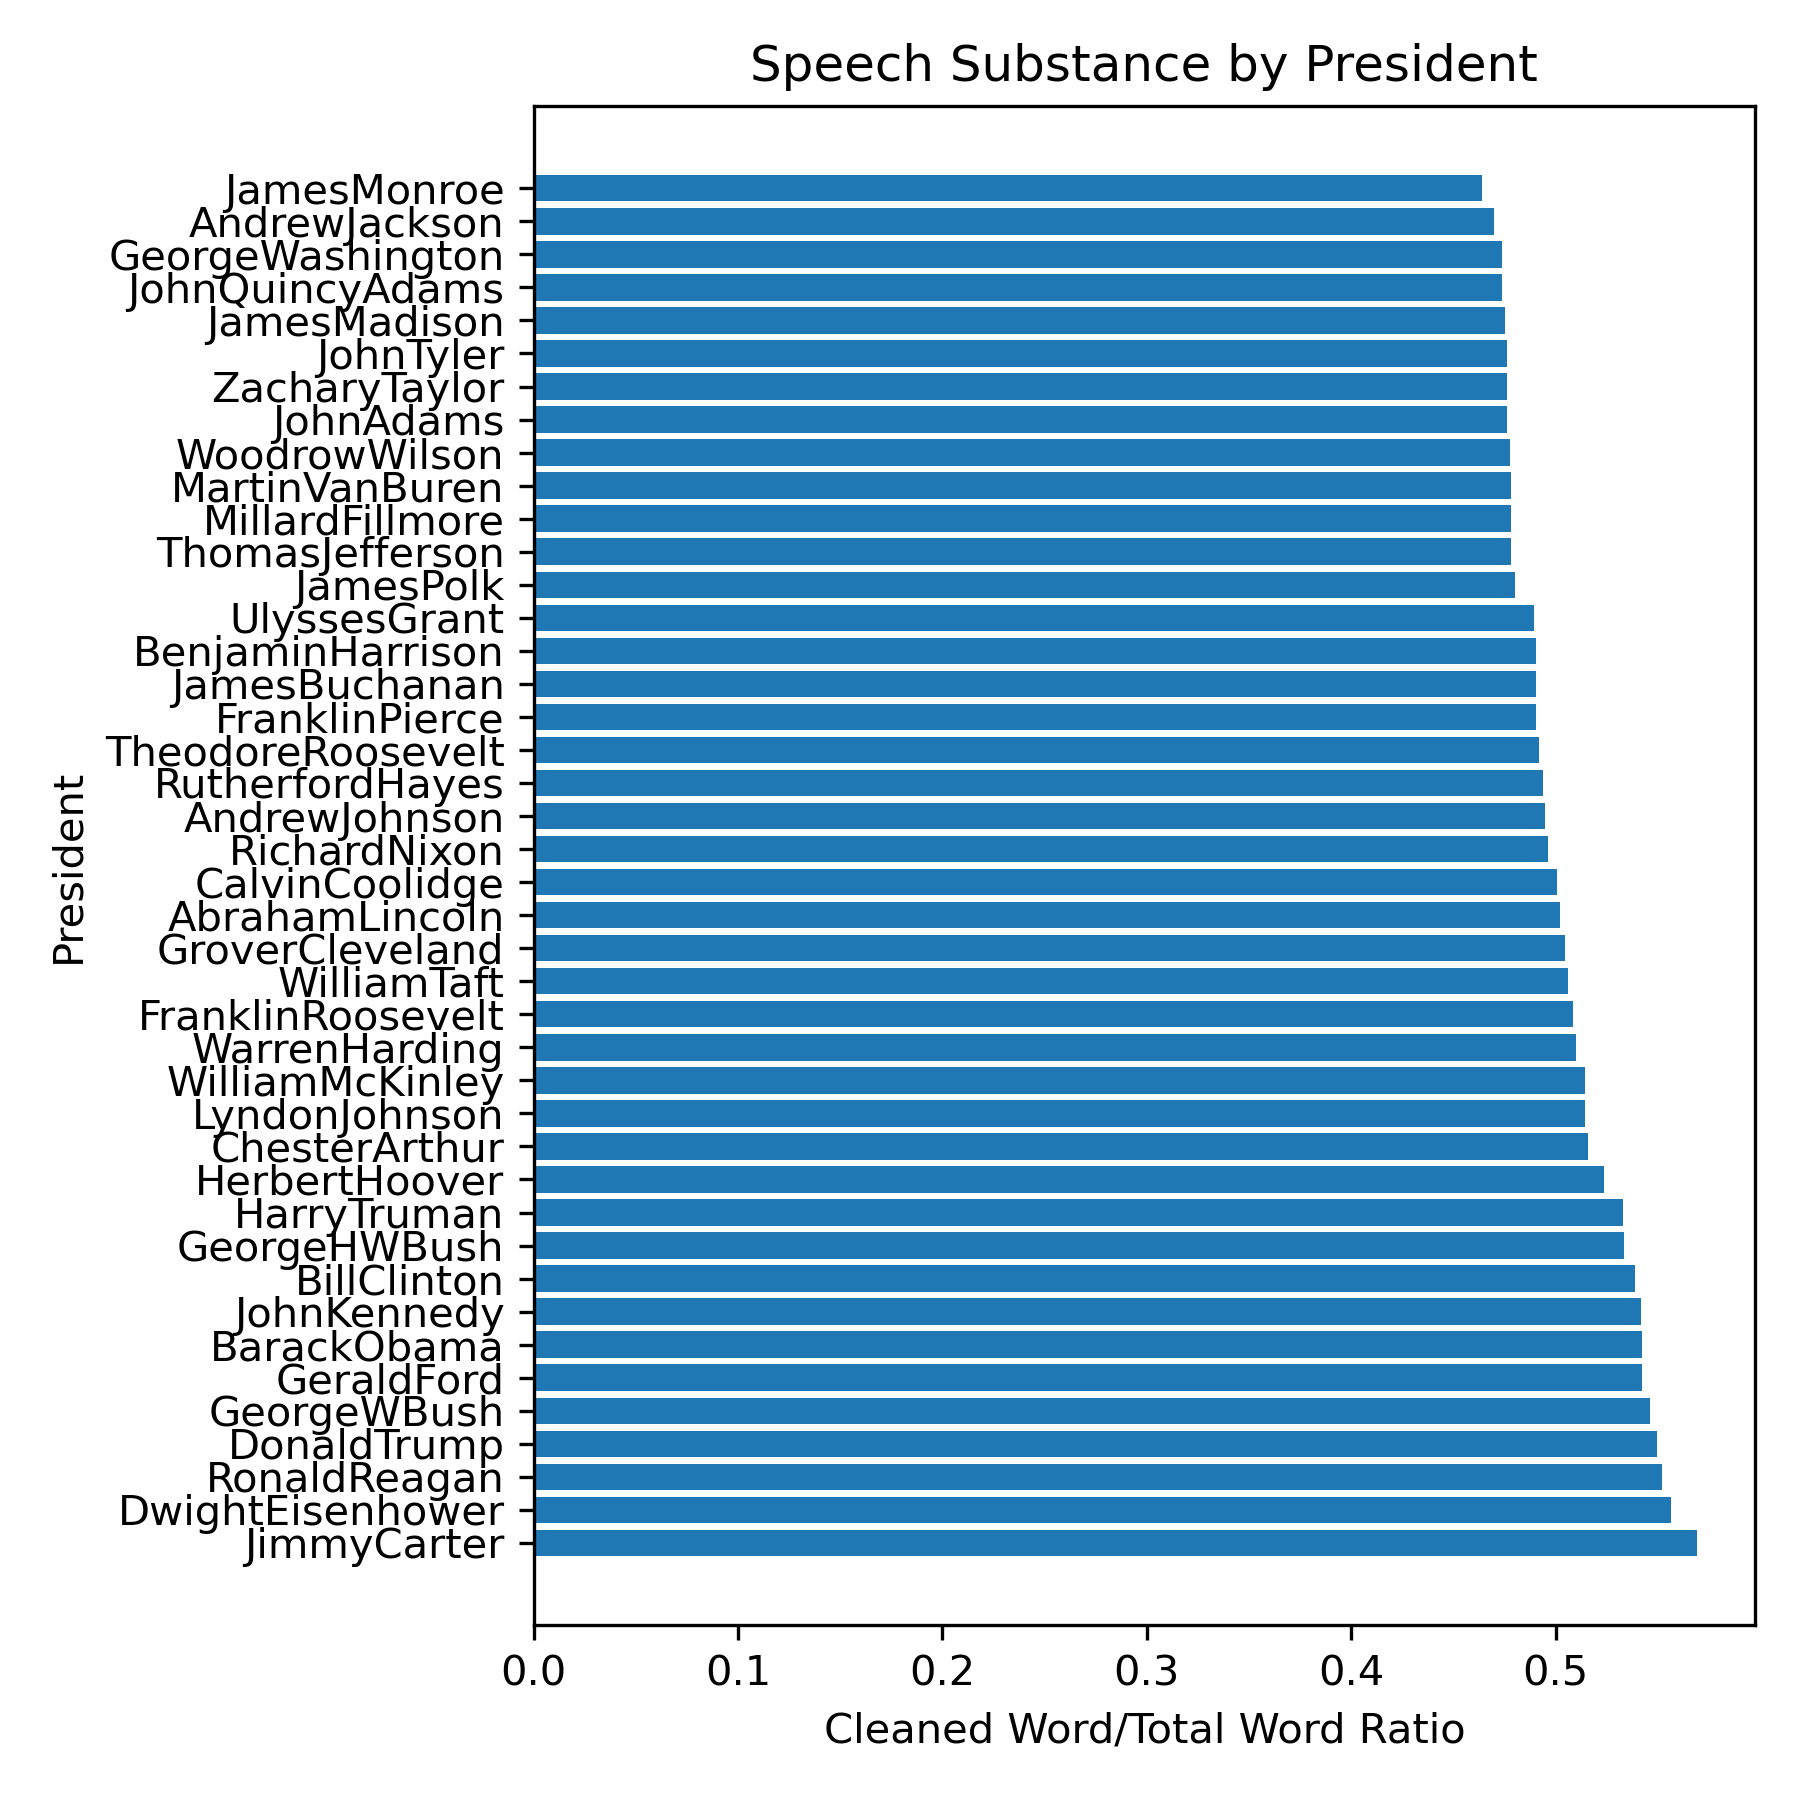 Speech Substance by President
JamesMonroe
AndrewJackson
GeorgeWashington
JohnQuincyAdams
JamesMadison
JohnTyler
ZacharyTaylor
JohnAdams
WoodrowWilson
MartinVanBuren
MillardFillmore
ThomasJefferson
JamesPolk
UlyssesGrant
BenjaminHarrison
JamesBuchanan
FranklinPierce
TheodoreRoosevelt
RutherfordHayes
AndrewJohnson
RichardNixon
CalvinCoolidge
AbrahamLincoln
GroverCleveland
WilliamTaft
FranklinRoosevelt
WarrenHarding
WilliamMcKinley
LyndonJohnson
ChesterArthur
HerbertHoover
HarryTruman
GeorgeHWBush
BillClinton
JohnKennedy
BarackObama
GeraldFord
GeorgeWBush
DonaldTrump
RonaldReagan
DwightEisenhower
JimmyCarter
President
0.0 0.1 0.2 0.3 0.4 0.5
Cleaned Word/Total Word Ratio